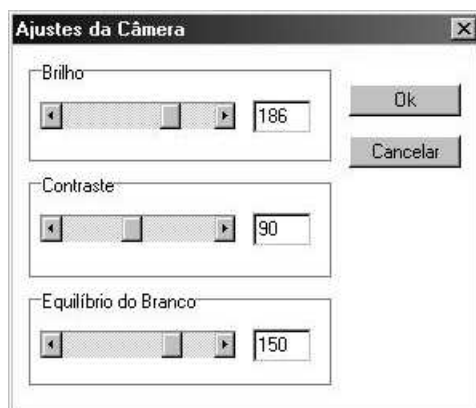 Ajustes da Câmera
Brilho
186
Ok
Cancelar
Contraste
90
Equilíbrio do Branco
150